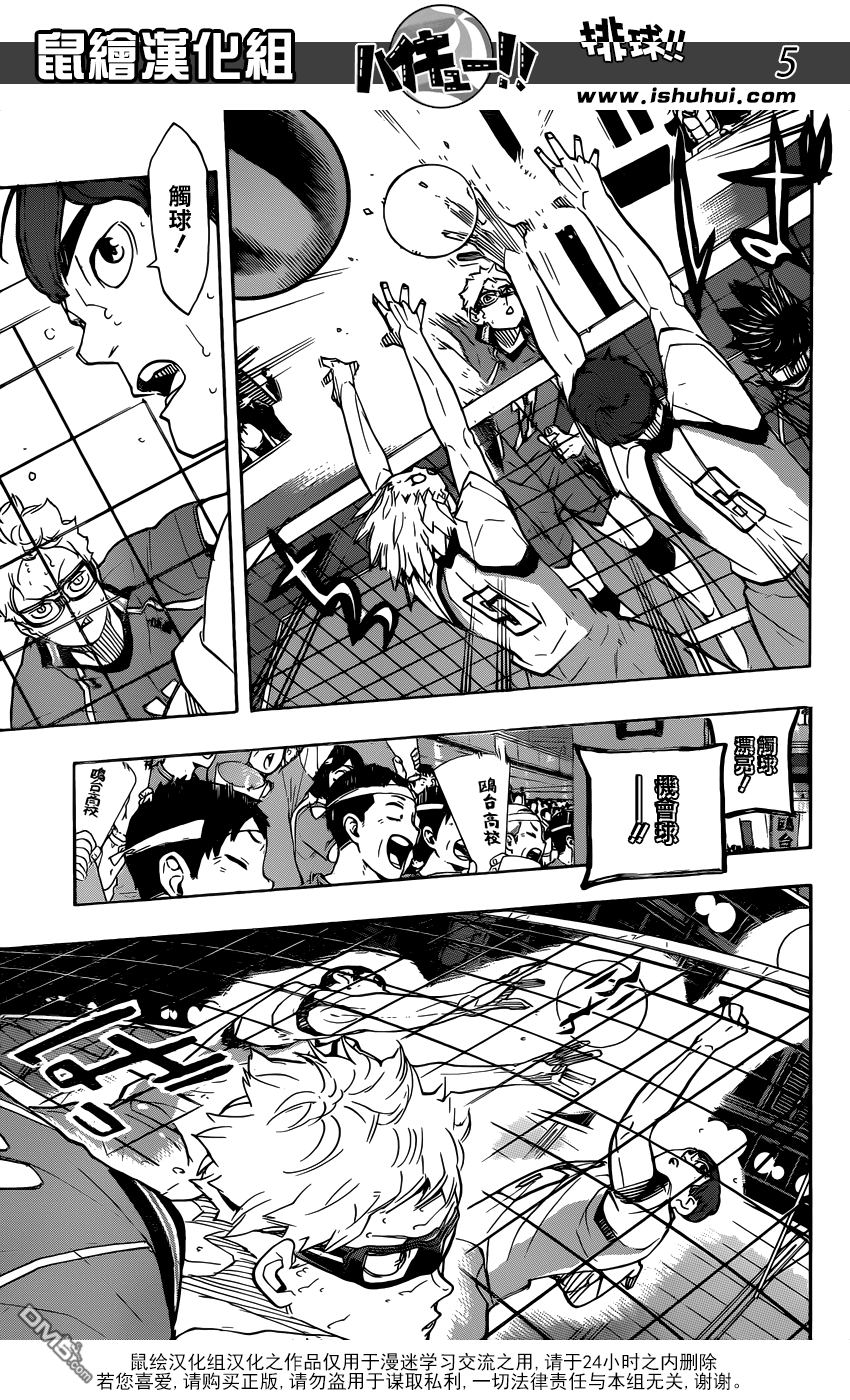 鼠繪漢化組
ハイキュー!!
排球!!
5
www.ishuhui.com
觸球!
觸球
漂亮!
機會球
——!!
鷗台
鷗台高校
鷗台高校
DMB.com
鼠绘汉化组汉化之作品仅用于漫迷学习交流之用,请于24小时之内删除
若您喜爱,请购买正版,请勿盗用于谋取私利,一切法律责任与本组无关,谢谢。